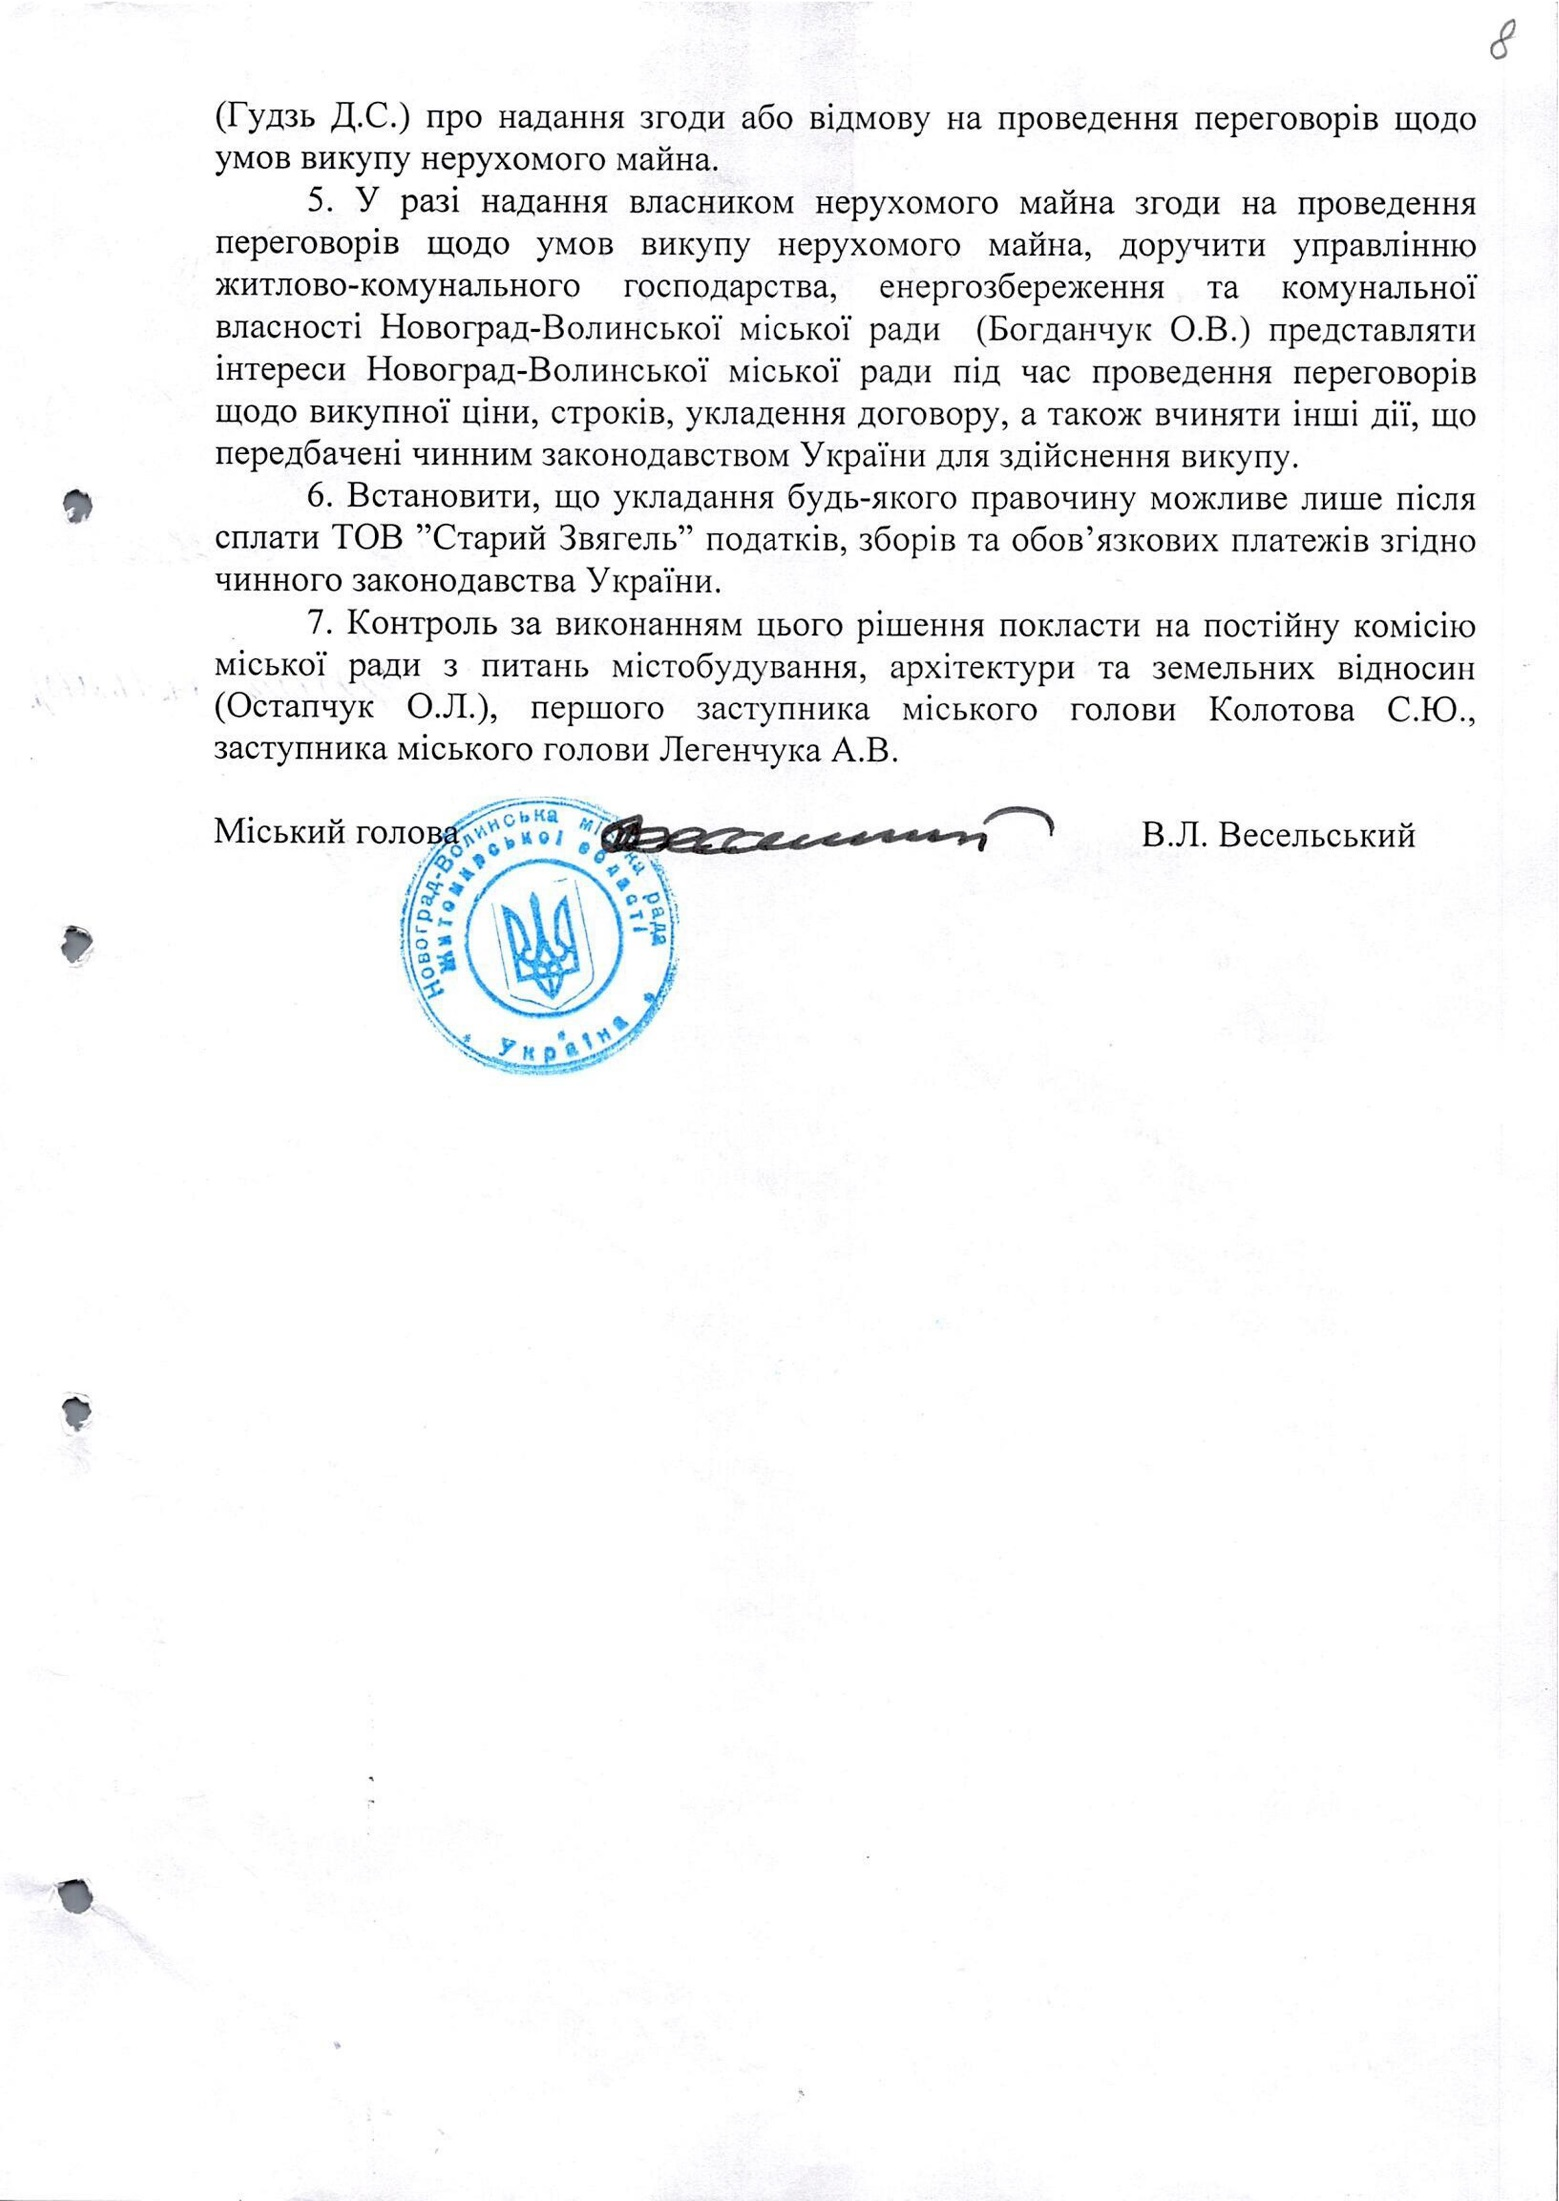 8
(Гудзь Д.С.) про надання згоди або відмову на проведення переговорів щодо
умов викупу нерухомого майна.
5. У разі надання власником нерухомого майна згоди на проведення
переговорів щодо умов викупу нерухомого майна, доручити управлінню
житлово-комунального господарства, енергозбереження та комунальної
власності Новоград-Волинської міської ради (Богданчук О.В.) представляти
інтереси Новоград-Волинської міської ради під час проведення переговорів
щодо викупної ціни, строків, укладення договору, а також вчиняти інші дії, що
передбачені чинним законодавством України для здійснення викупу.
6. Встановити, що укладання будь-якого правочину можливе лише після
сплати ТОВ ”Старий Звягель” податків, зборів та обов’язкових платежів згідно
чинного законодавства України.
7. Контроль за виконанням цього рішення покласти на постійну комісію
міської ради з питань містобудування, архітектури та земельних відносин
(Остапчук О.Л.), першого заступника міського голови Колотова С.Ю.,
заступника міського голови Легенчука А.В.
Міський голова В.Л. Весельський
Новоград-Волинська міська рада
Житомирської області
* Україна *